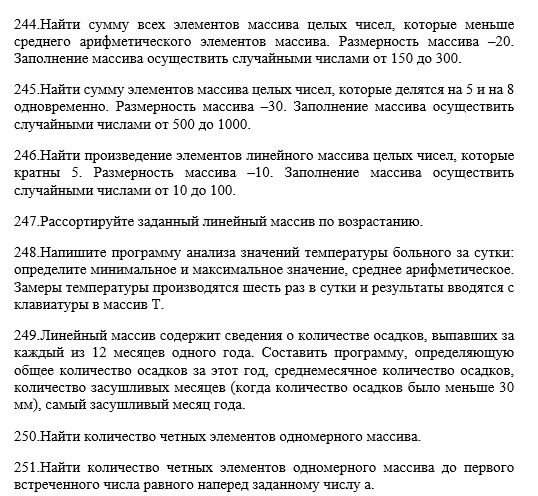 244.Найти сумму всех элементов массива целых чисел, которые меньше
среднего арифметического элементов массива. Размерность массива –20.
Заполнение массива осуществить случайными числами от 150 до 300.
245.Найти сумму элементов массива целых чисел, которые делятся на 5 и на 8
одновременно. Размерность массива –30. Заполнение массива осуществить
случайными числами от 500 до 1000.
246.Найти произведение элементов линейного массива целых чисел, которые
кратны 5. Размерность массива –10. Заполнение массива осуществить
случайными числами от 10 до 100.
247.Рассортируйте заданный линейный массив по возрастанию.
248.Напишите программу анализа значений температуры больного за сутки:
определите минимальное и максимальное значение, среднее арифметическое.
Замеры температуры производятся шесть раз в сутки и результаты вводятся с
клавиатуры в массив T.
249.Линейный массив содержит сведения о количестве осадков, выпавших за
каждый из 12 месяцев одного года. Составить программу, определяющую
общее количество осадков за этот год, среднемесячное количество осадков,
количество засушливых месяцев (когда количество осадков было меньше 30
мм), самый засушливый месяц года.
250.Найти количество четных элементов одномерного массива.
251.Найти количество четных элементов одномерного массива до первого
встреченного числа равного наперед заданному числу a.